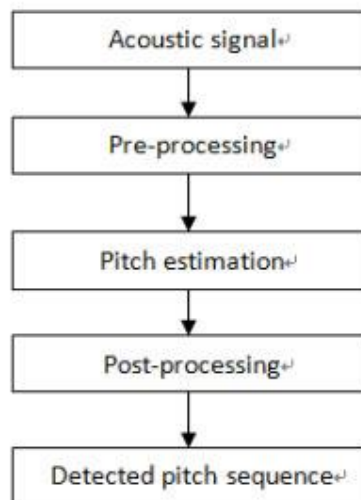 Acoustic signal↵
Pre-processing↵
Pitch estimation↵
Post-processing↵
Detected pitch sequence↵